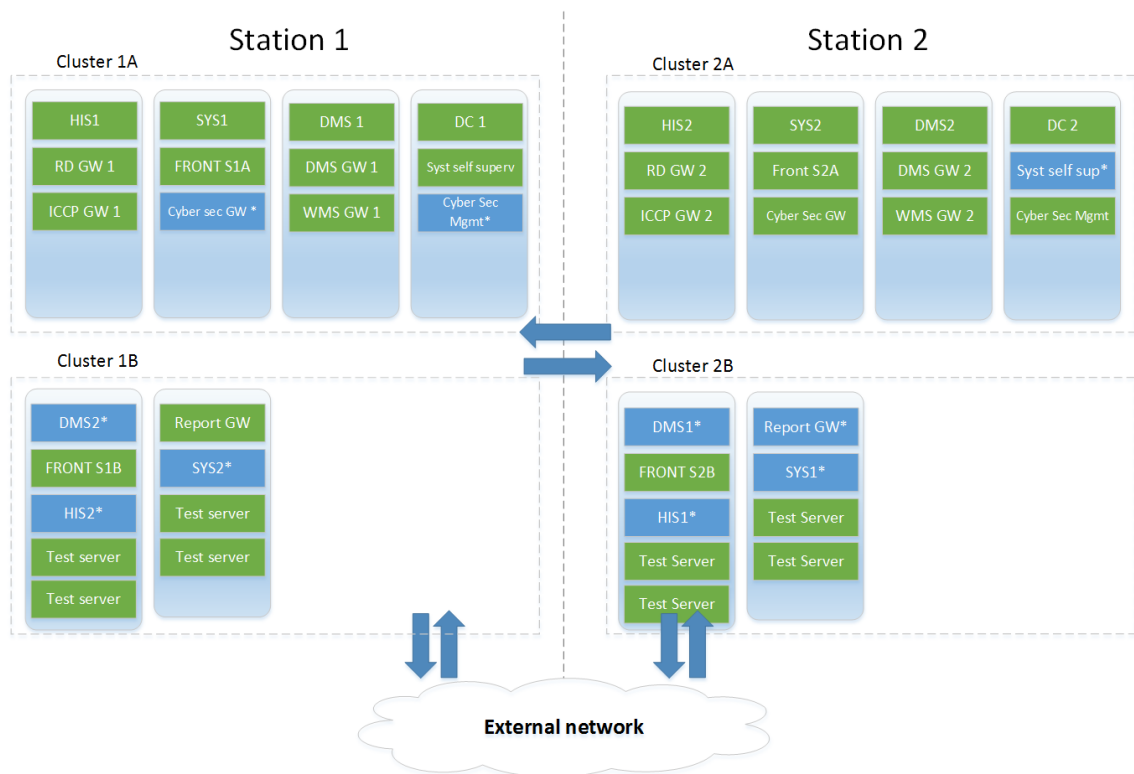 Station 1
Station 2
Cluster 1A
HIS1
RD GW 1
ICCP GW 1
SYS1
FRONT S1A
Cyber sec GW *
DMS 1
DMS GW 1
WMS GW 1
DC 1
Syst self superv
Cyber Sec
Mgmt*
Cluster 2A
HIS2
RD GW 2
ICCP GW 2
SYS2
Front S2A
Cyber Sec GW
DMS2
DMS GW 2
WMS GW 2
DC 2
Syst self sup*
Cyber Sec Mgmt
Cluster 1B
DMS2*
FRONT S1B
HIS2*
Test server
Test server
Report GW
SYS2*
Test server
Test server
Cluster 2B
DMS1*
FRONT S2B
HIS1*
Test Server
Test Server
Report GW*
SYS1*
Test Server
Test Server
External network